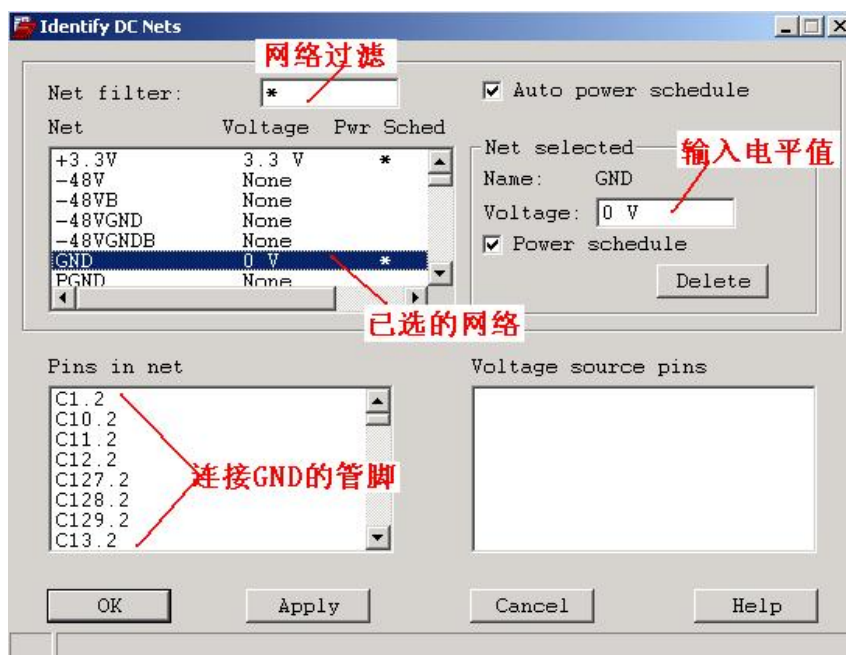 Identify DC Nets
网络过滤
Net filter: *
Auto power schedule
Net Voltage Pwr Sched
+3.3V 3.3 V *
-48V None
-48VB None
-48VGND None
-48VGNDB None
GND 0 V *
PGND None
Net selected
输入电平值
Name: GND
Voltage: 0 V
Power schedule
Delete
已选的网络
Pins in net
C1.2
C10.2
C11.2
C12.2
C127.2
C128.2
C129.2
C13.2
连接GND的管脚
Voltage source pins
OK Apply Cancel Help